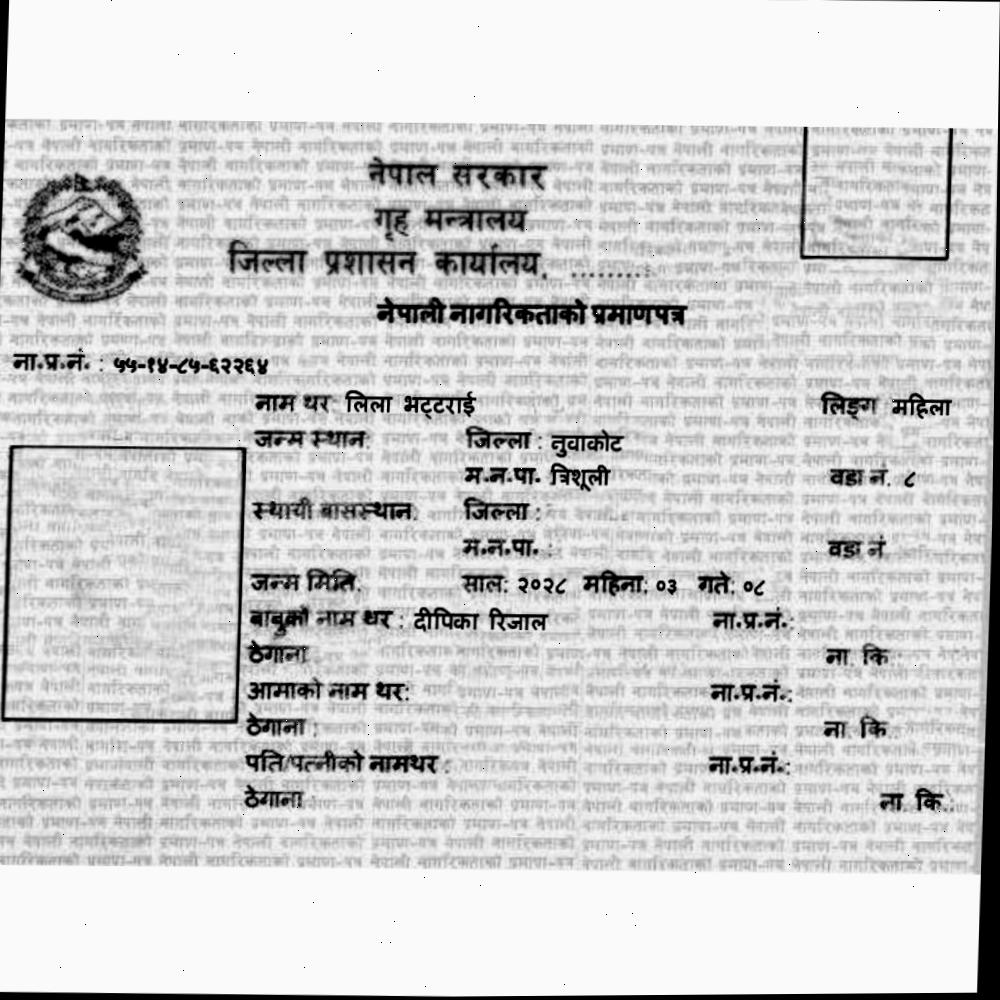 नेपाल सरकार
गृह मन्त्रालय
जिल्ला प्रशासन कार्यालय, ..........
नेपाली नागरिकताको प्रमाणपत्र
ना.प्र.नं. : ५५-१४-८५-६२२६४
नाम थर लिला भट्टराई लिङ्ग महिला
जन्म स्थान: जिल्ला : नुवाकोट
म.न.पा. त्रिशूली वडा नं. ८
स्थायी बासस्थान: जिल्ला :
म.न.पा. : वडा नं
जन्म मिति. साल: २०२८ महिना: ०३ गते: ०८
बाबुको नाम थर : दीपिका रिजाल ना.प्र.नं.:
ठेगाना ना. कि.:
आमाको नाम थर: ना.प्र.नं.:
ठेगाना : ना. कि.
पति/पत्नीको नामथर : ना.प्र.नं.:
ठेगाना ना. कि.: